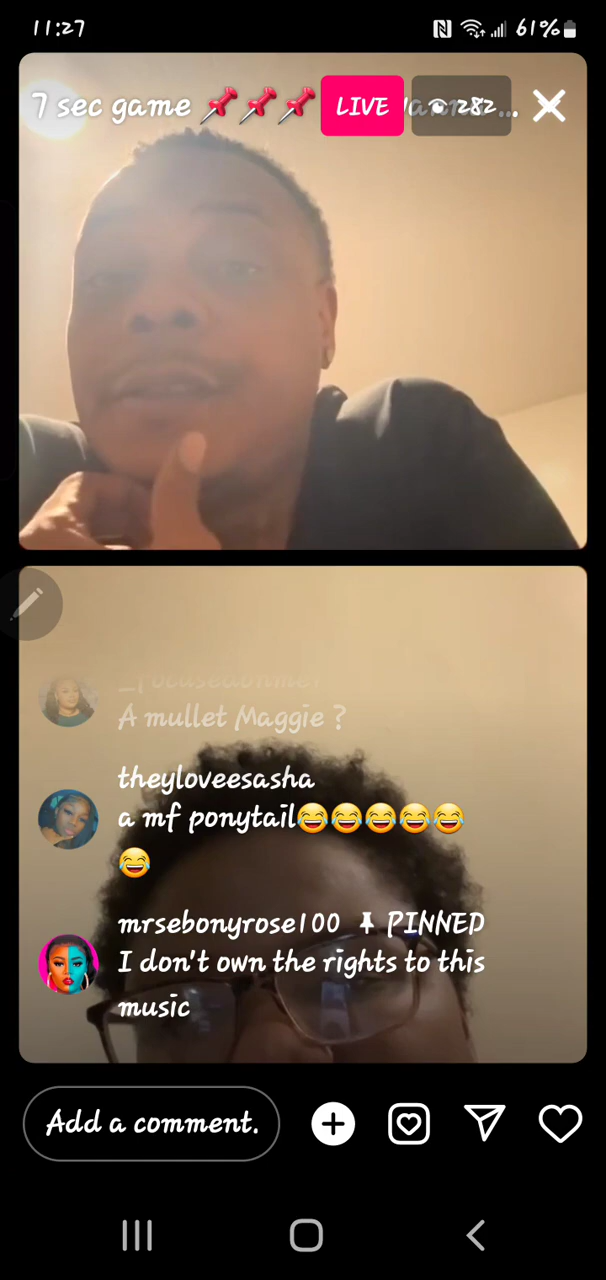 11:27
61%
7 sec game 📌📌📌
LIVE
282
A mullet Maggie ?
theyloveesasha
a mf ponytail😂😂😂😂😂
😂
mrsebonyrose100 PINNED
I don't own the rights to this
music
Add a comment.